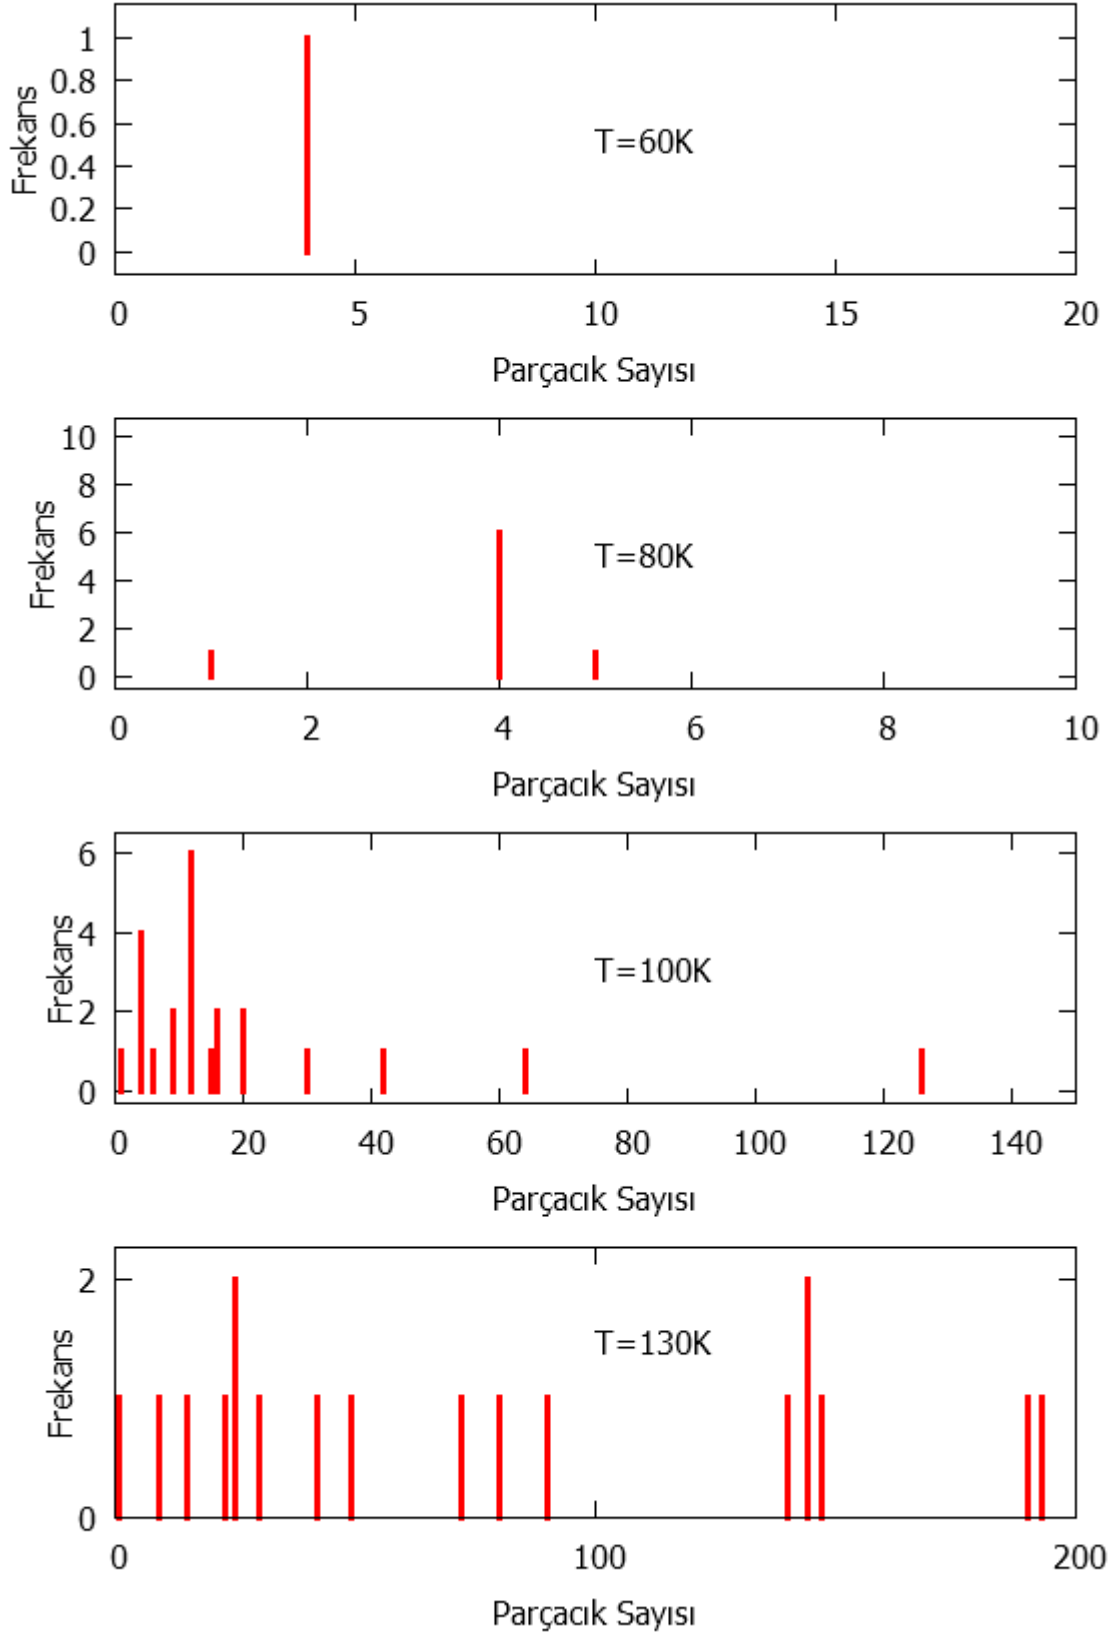 Frekans
1
0.8
0.6
0.4
0.2
0
T=60K
0 5 10 15 20
Parçacık Sayısı
Frekans
10
8
6
4
2
0
T=80K
0 2 4 6 8 10
Parçacık Sayısı
Frekans
6
4
2
0
T=100K
0 20 40 60 80 100 120 140
Parçacık Sayısı
Frekans
2
0
T=130K
0 100 200
Parçacık Sayısı